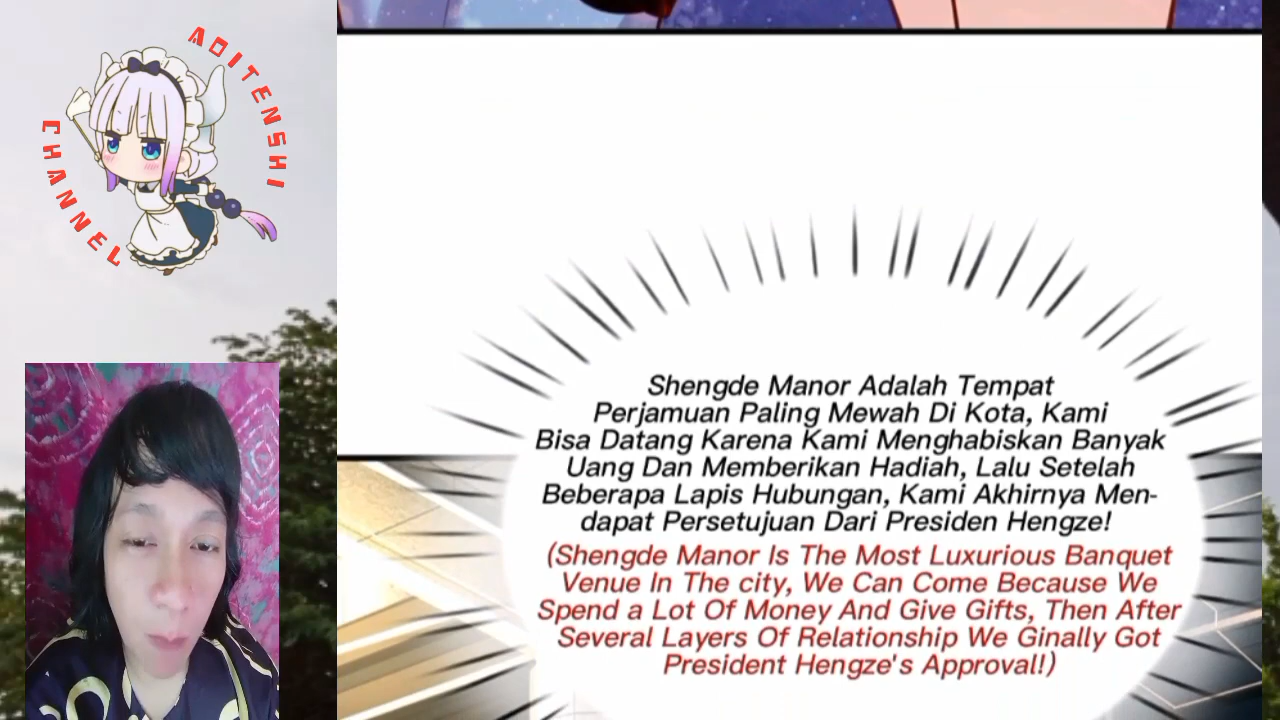 AOITENSHI
CHANNEL
Shengde Manor Adalah Tempat
Perjamuan Paling Mewah Di Kota, Kami
Bisa Datang Karena Kami Menghabiskan Banyak
Uang Dan Memberikan Hadiah, Lalu Setelah
Beberapa Lapis Hubungan, Kami Akhirnya Men-
dapat Persetujuan Dari Presiden Hengze!
(Shengde Manor Is The Most Luxurious Banquet
Venue In The city, We Can Come Because We
Spend a Lot Of Money And Give Gifts, Then After
Several Layers Of Relationship We Ginally Got
President Hengze's Approval!)